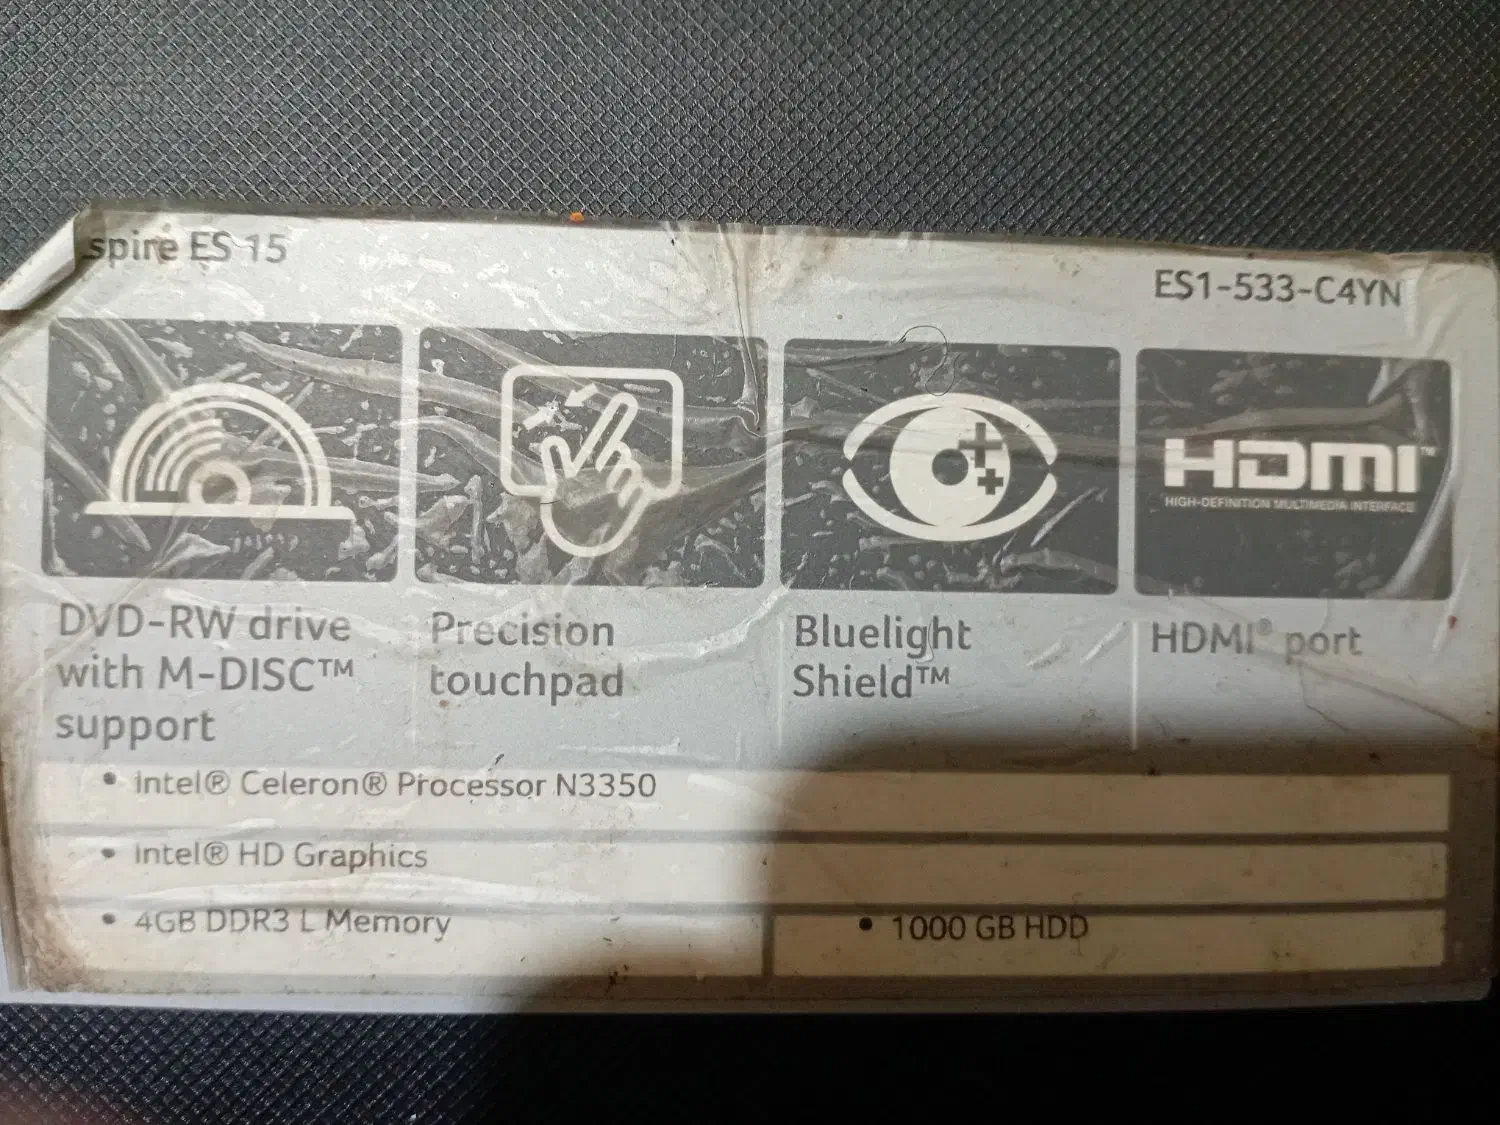 spire ES 15
ES1-533-C4YN
HDMI™
HIGH-DEFINITION MULTIMEDIA INTERFACE
DVD-RW drive
with M-DISC™
support
Precision
touchpad
Bluelight
Shield™
HDMI® port
• Intel® Celeron® Processor N3350
• Intel® HD Graphics
• 4GB DDR3 L Memory
• 1000 GB HDD